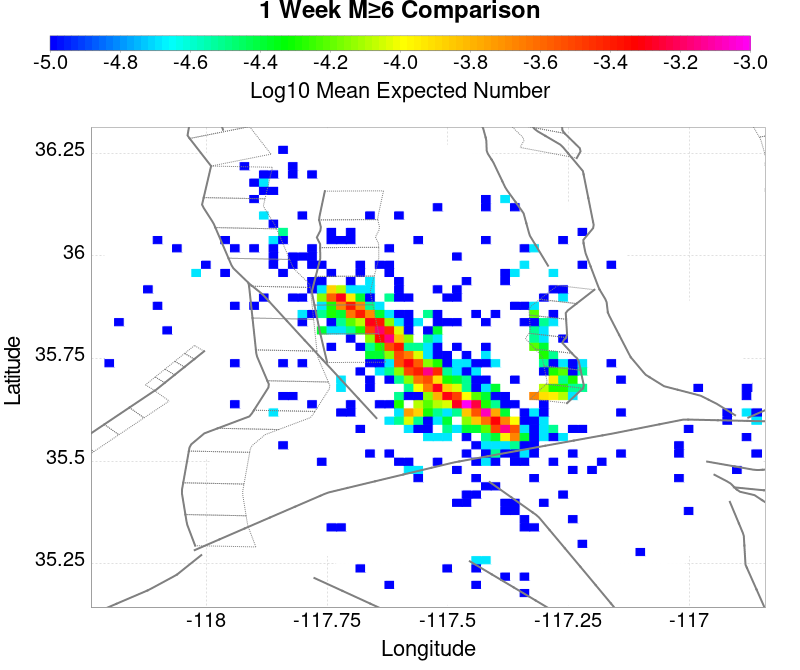 1 Week M≥6 Comparison
-5.0 -4.8 -4.6 -4.4 -4.2 -4.0 -3.8 -3.6 -3.4 -3.2 -3.0
Log10 Mean Expected Number
36.25
36
35.75
35.5
35.25
Latitude
-118 -117.75 -117.5 -117.25 -117
Longitude